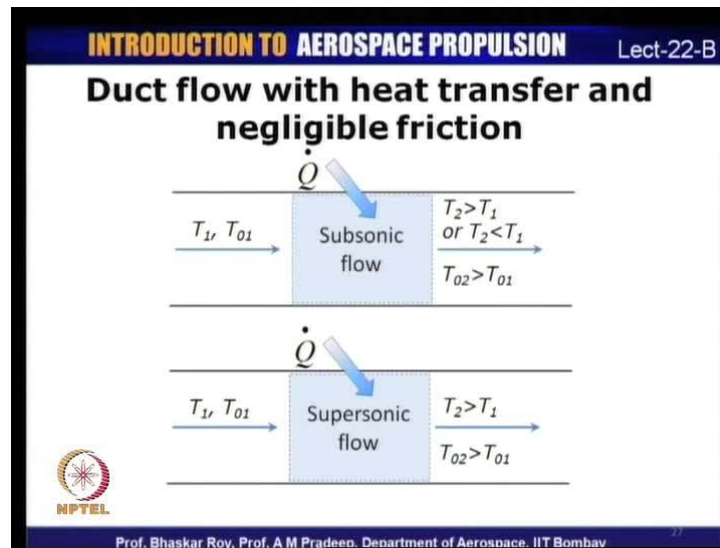 INTRODUCTION TO AEROSPACE PROPULSION
Lect-22-B
Duct flow with heat transfer and
negligible friction
Q̇
T₁, T₀₁
Subsonic
flow
T₂>T₁
or T₂<T₁
T₀₂>T₀₁
Q̇
T₁, T₀₁
Supersonic
flow
T₂>T₁
T₀₂>T₀₁
NPTEL
Prof. Bhaskar Roy, Prof. A M Pradeep, Department of Aerospace, IIT Bombay
27